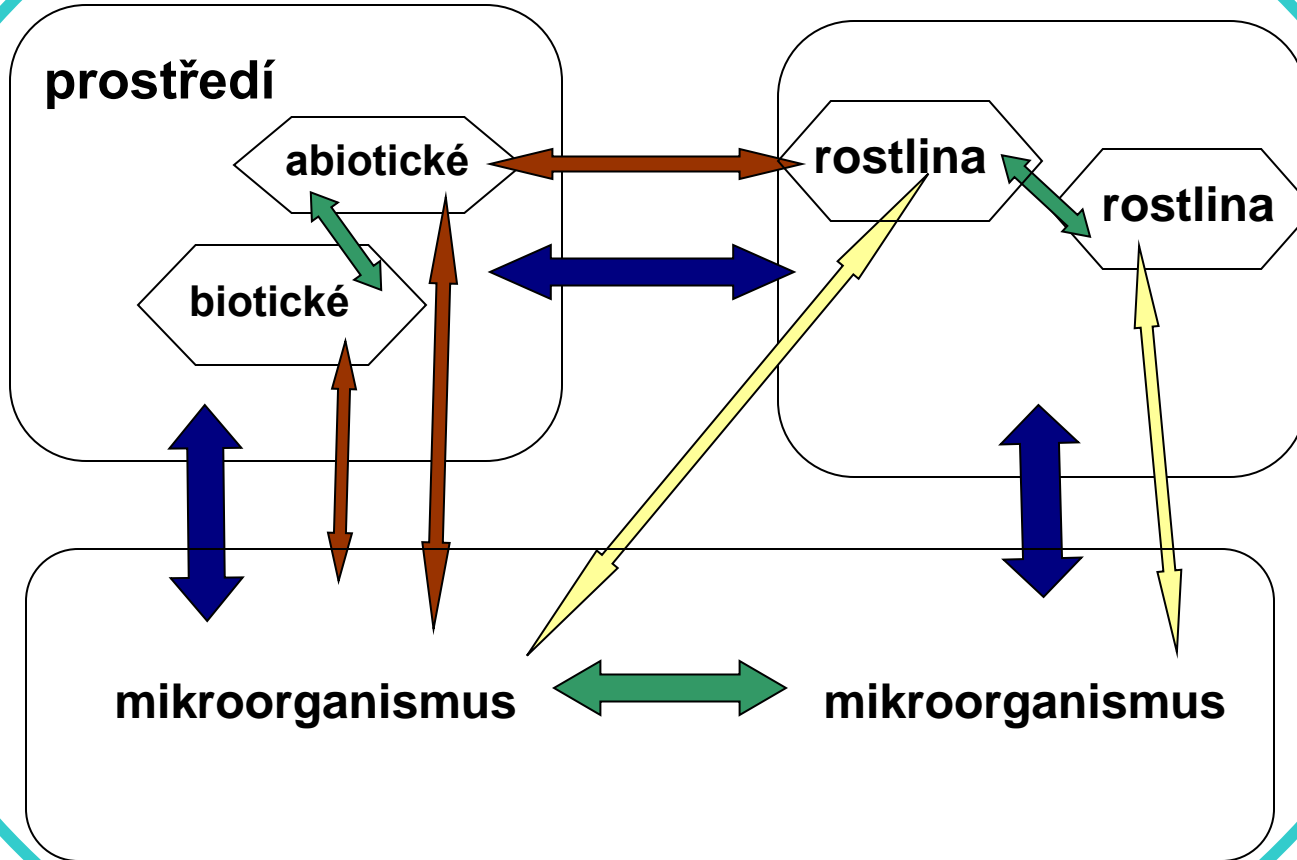 prostředí
abiotické
biotické
rostlina
rostlina
mikroorganismus
mikroorganismus